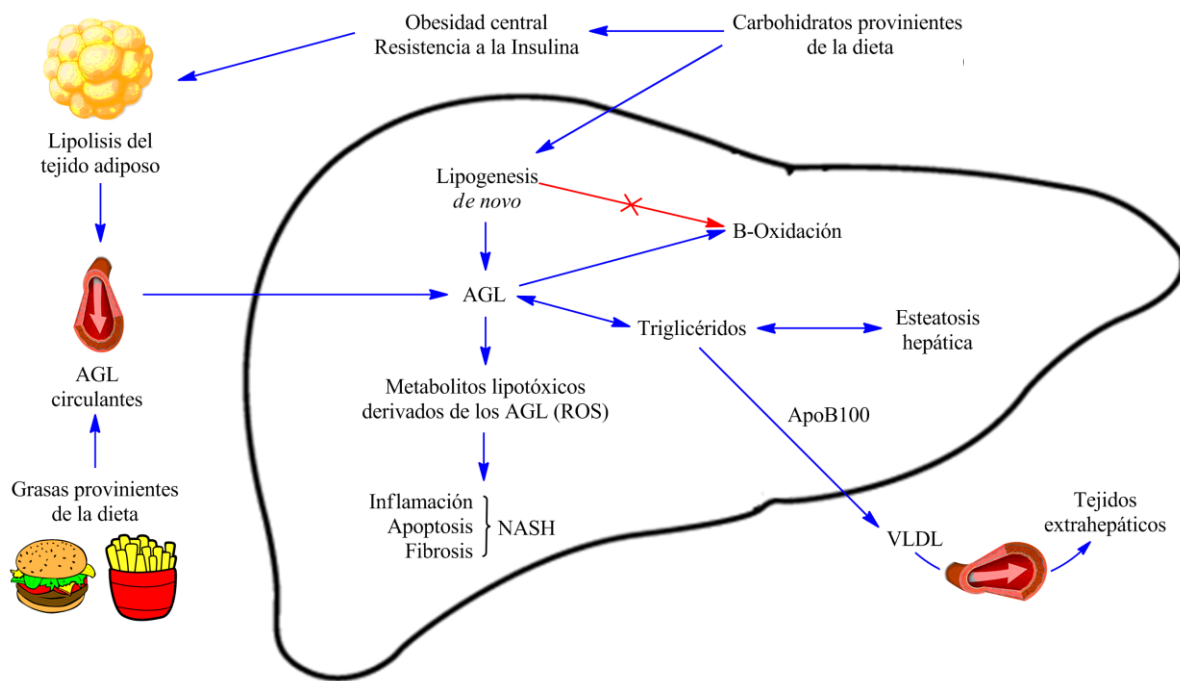 Obesidad central
Resistencia a la Insulina
Carbohidratos provinientes
de la dieta
Lipolisis del
tejido adiposo
Lipogenesis
de novo
B-Oxidación
AGL
Triglicéridos
Esteatosis
hepática
AGL
circulantes
Metabolitos lipotóxicos
derivados de los AGL (ROS)
ApoB100
Grasas provinientes
de la dieta
Inflamación
Apoptosis
Fibrosis
NASH
VLDL
Tejidos
extrahepáticos